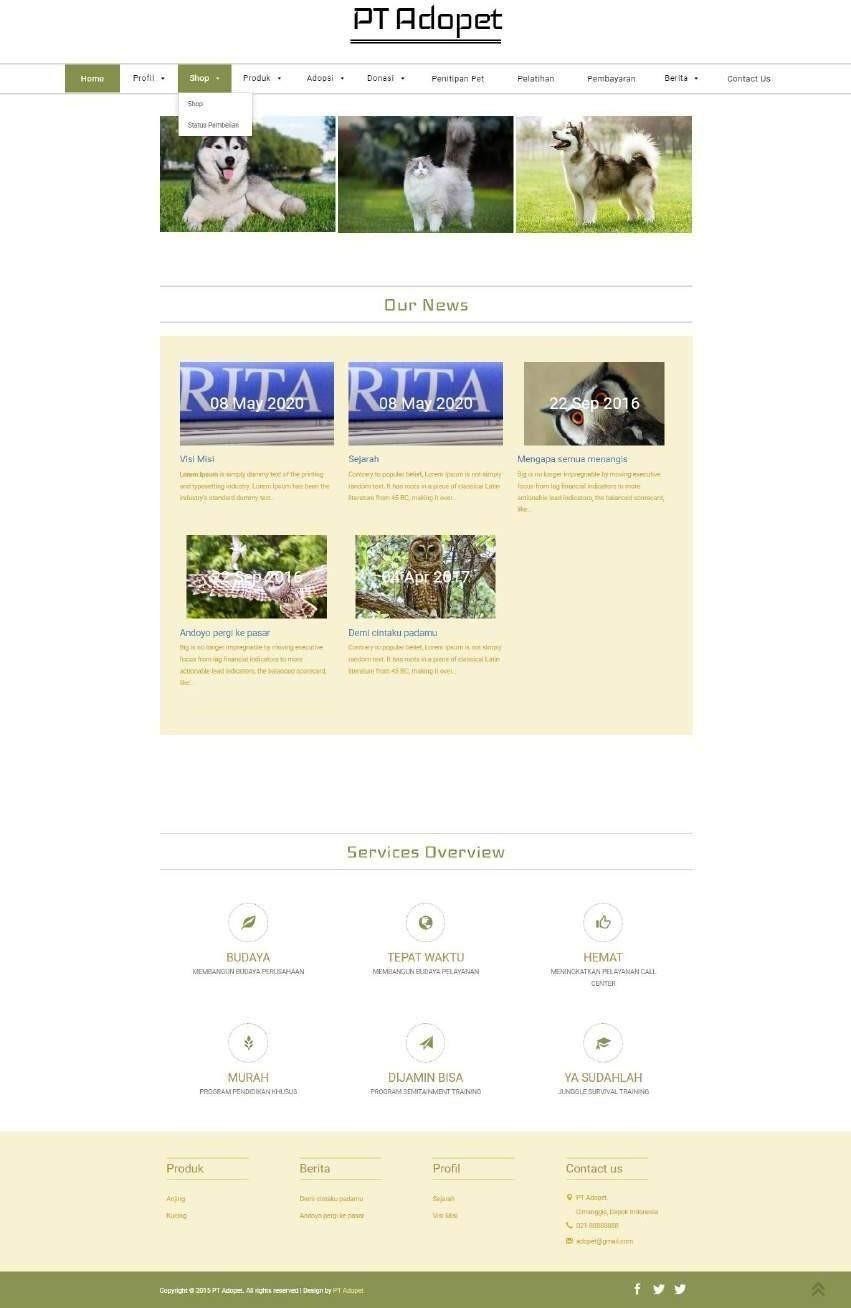 PT Adopet
Home Profil Shop Produk Adopsi Donasi Penitipan Pet Pelatihan Pembayaran Berita Contact Us
Shop
Status Pembelian
Our News
RITA
08 May 2020
RITA
08 May 2020
22 Sep 2016
Visi Misi
Lorem Ipsum is simply dummy text of the printing
and typesetting industry. Lorem Ipsum has been the
industry's standard dummy text...
Sejarah
Contrary to popular belief, Lorem Ipsum is not simply
random text. It has roots in a piece of classical Latin
literature from 45 BC, making it over...
Mengapa semua menangis
Big is no longer impregnable by moving executive
focus from lag financial indicators to more
actionable lead indicators, the balanced scorecard,
like...
22 Sep 2016
04 Apr 2017
Andoyo pergi ke pasar
Big is no longer impregnable by moving executive
focus from lag financial indicators to more
actionable lead indicators, the balanced scorecard,
like...
Demi cintaku padamu
Contrary to popular belief, Lorem Ipsum is not simply
random text. It has roots in a piece of classical Latin
literature from 45 BC, making it over...
Services Overview
BUDAYA
MEMBANGUN BUDAYA PERUSAHAAN
TEPAT WAKTU
MEMBANGUN BUDAYA PELAYANAN
HEMAT
MENINGKATKAN PELAYANAN CALL
CENTER
MURAH
PROGRAM PENDIDIKAN KHUSUS
DIJAMIN BISA
PROGRAM SEMITAINMENT TRAINING
YA SUDAHLAH
JUNGGLE SURVIVAL TRAINING
Produk
Anjing
Kucing
Berita
Demi cintaku padamu
Andoyo pergi ke pasar
Profil
Sejarah
Visi Misi
Contact us
PT Adopet
Cimanggis, Depok Indonesia
021-88888888
adopet@gmail.com
Copyright © 2015 PT Adopet. All rights reserved | Design by PT Adopet